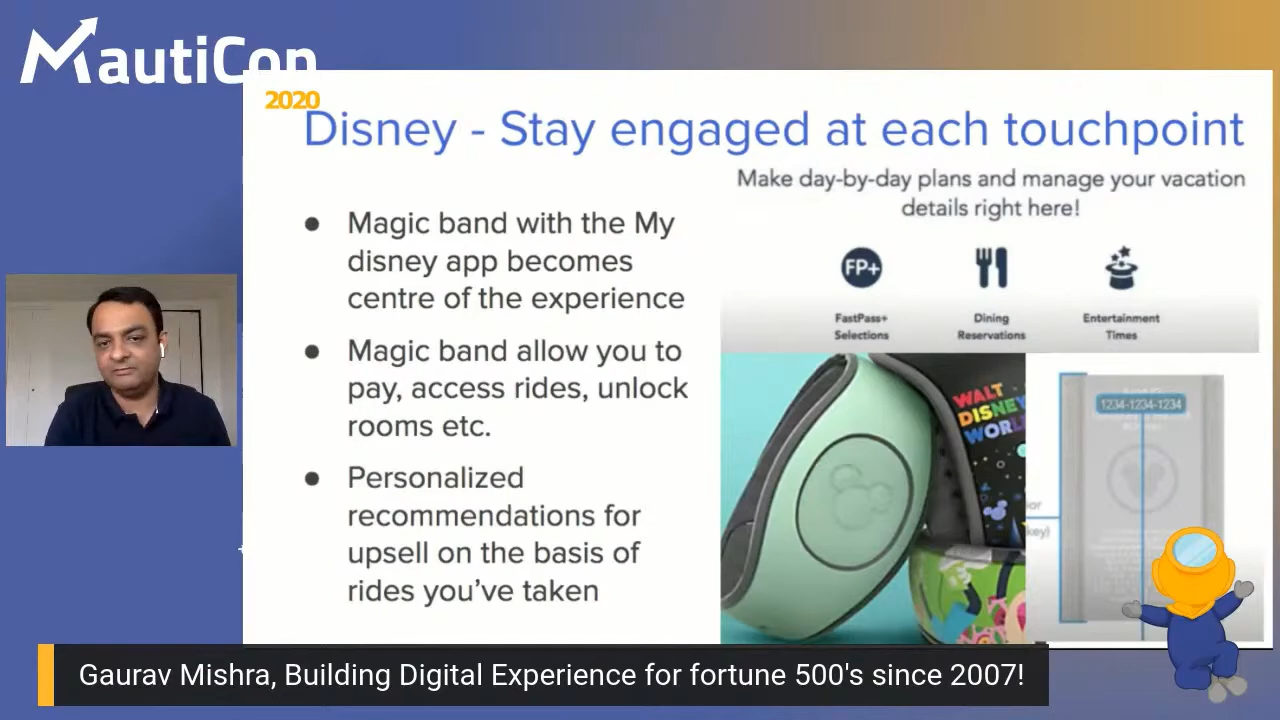 MautiCon
2020
Disney - Stay engaged at each touchpoint
Make day-by-day plans and manage your vacation
details right here!
FP+
FastPass+
Selections
Dining
Reservations
Entertainment
Times
● Magic band with the My
disney app becomes
centre of the experience
● Magic band allow you to
pay, access rides, unlock
rooms etc.
● Personalized
recommendations for
upsell on the basis of
rides you've taken
WALT
DISNEY
WORL
1234-1234-1234
Gaurav Mishra, Building Digital Experience for fortune 500's since 2007!